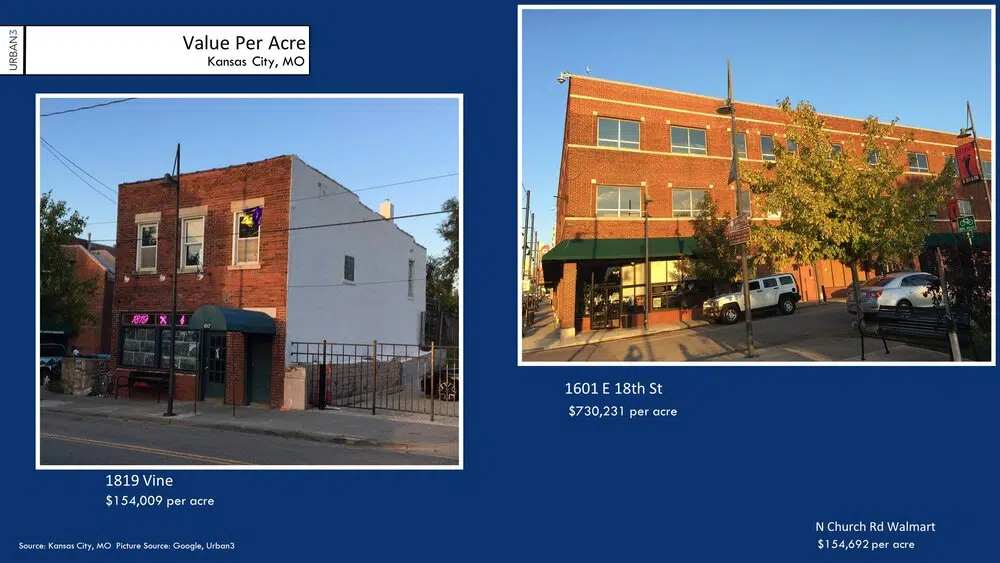 URBAN3
Value Per Acre
Kansas City, MO
1819
1819 Vine
$154,009 per acre
1601 E 18th St
$730,231 per acre
N Church Rd Walmart
$154,692 per acre
Source: Kansas City, MO Picture Source: Google, Urban3